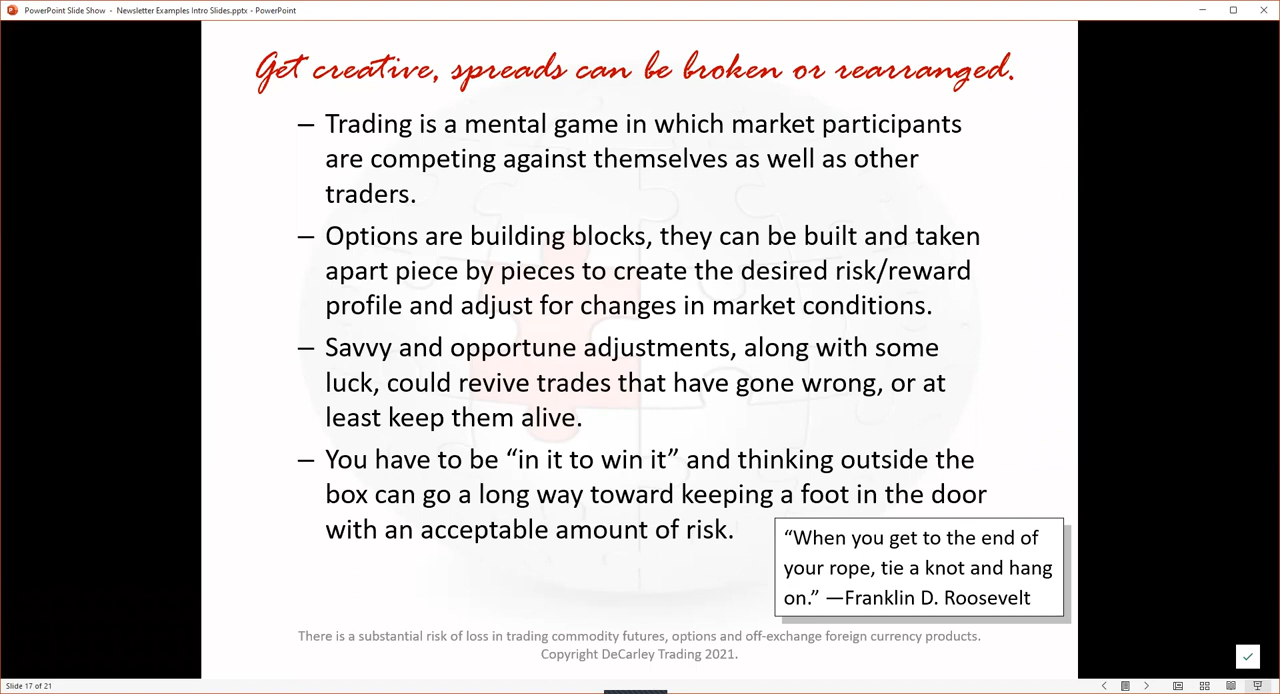 PowerPoint Slide Show - Newsletter Examples Intro Slides.pptx - PowerPoint
Get creative, spreads can be broken or rearranged.
– Trading is a mental game in which market participants
are competing against themselves as well as other
traders.
– Options are building blocks, they can be built and taken
apart piece by pieces to create the desired risk/reward
profile and adjust for changes in market conditions.
– Savvy and opportune adjustments, along with some
luck, could revive trades that have gone wrong, or at
least keep them alive.
– You have to be “in it to win it” and thinking outside the
box can go a long way toward keeping a foot in the door
with an acceptable amount of risk.
“When you get to the end of
your rope, tie a knot and hang
on.” —Franklin D. Roosevelt
There is a substantial risk of loss in trading commodity futures, options and off-exchange foreign currency products.
Copyright DeCarley Trading 2021.
Slide 17 of 21